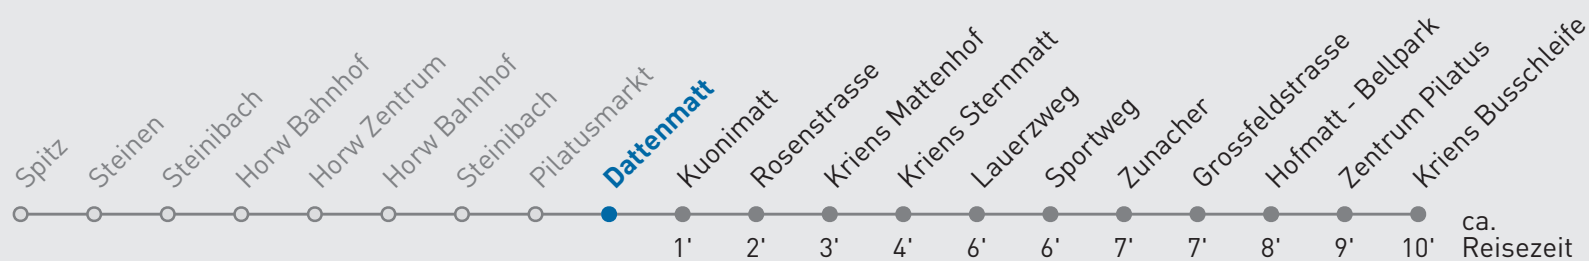 Spitz
Steinen
Steinibach
Horw Bahnhof
Horw Zentrum
Horw Bahnhof
Steinibach
Pilatusmarkt
Dattenmatt
Kuonimatt
Rosenstrasse
Kriens Mattenhof
Kriens Sternmatt
Lauerzweg
Sportweg
Zunacher
Grossfeldstrasse
Hofmatt - Bellpark
Zentrum Pilatus
Kriens Busschleife
1' 2' 3' 4' 6' 6' 7' 7' 8' 9' 10'
ca.
Reisezeit